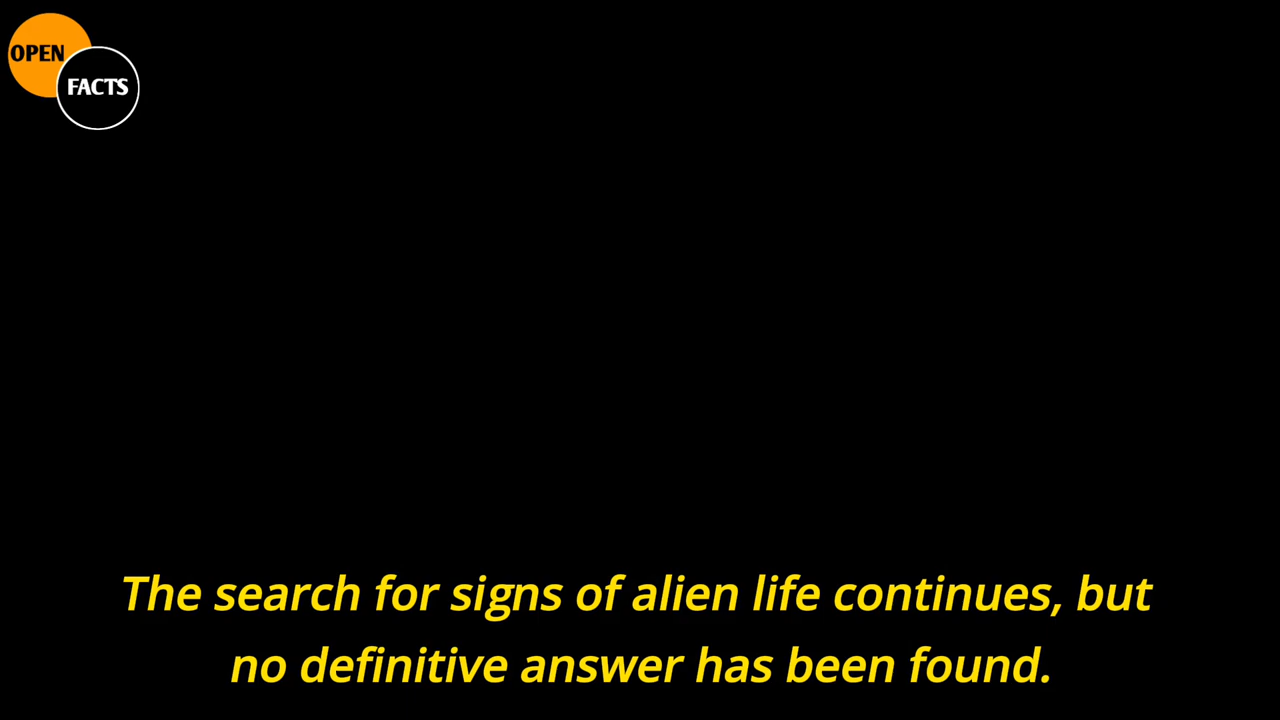 OPEN
FACTS
The search for signs of alien life continues, but
no definitive answer has been found.